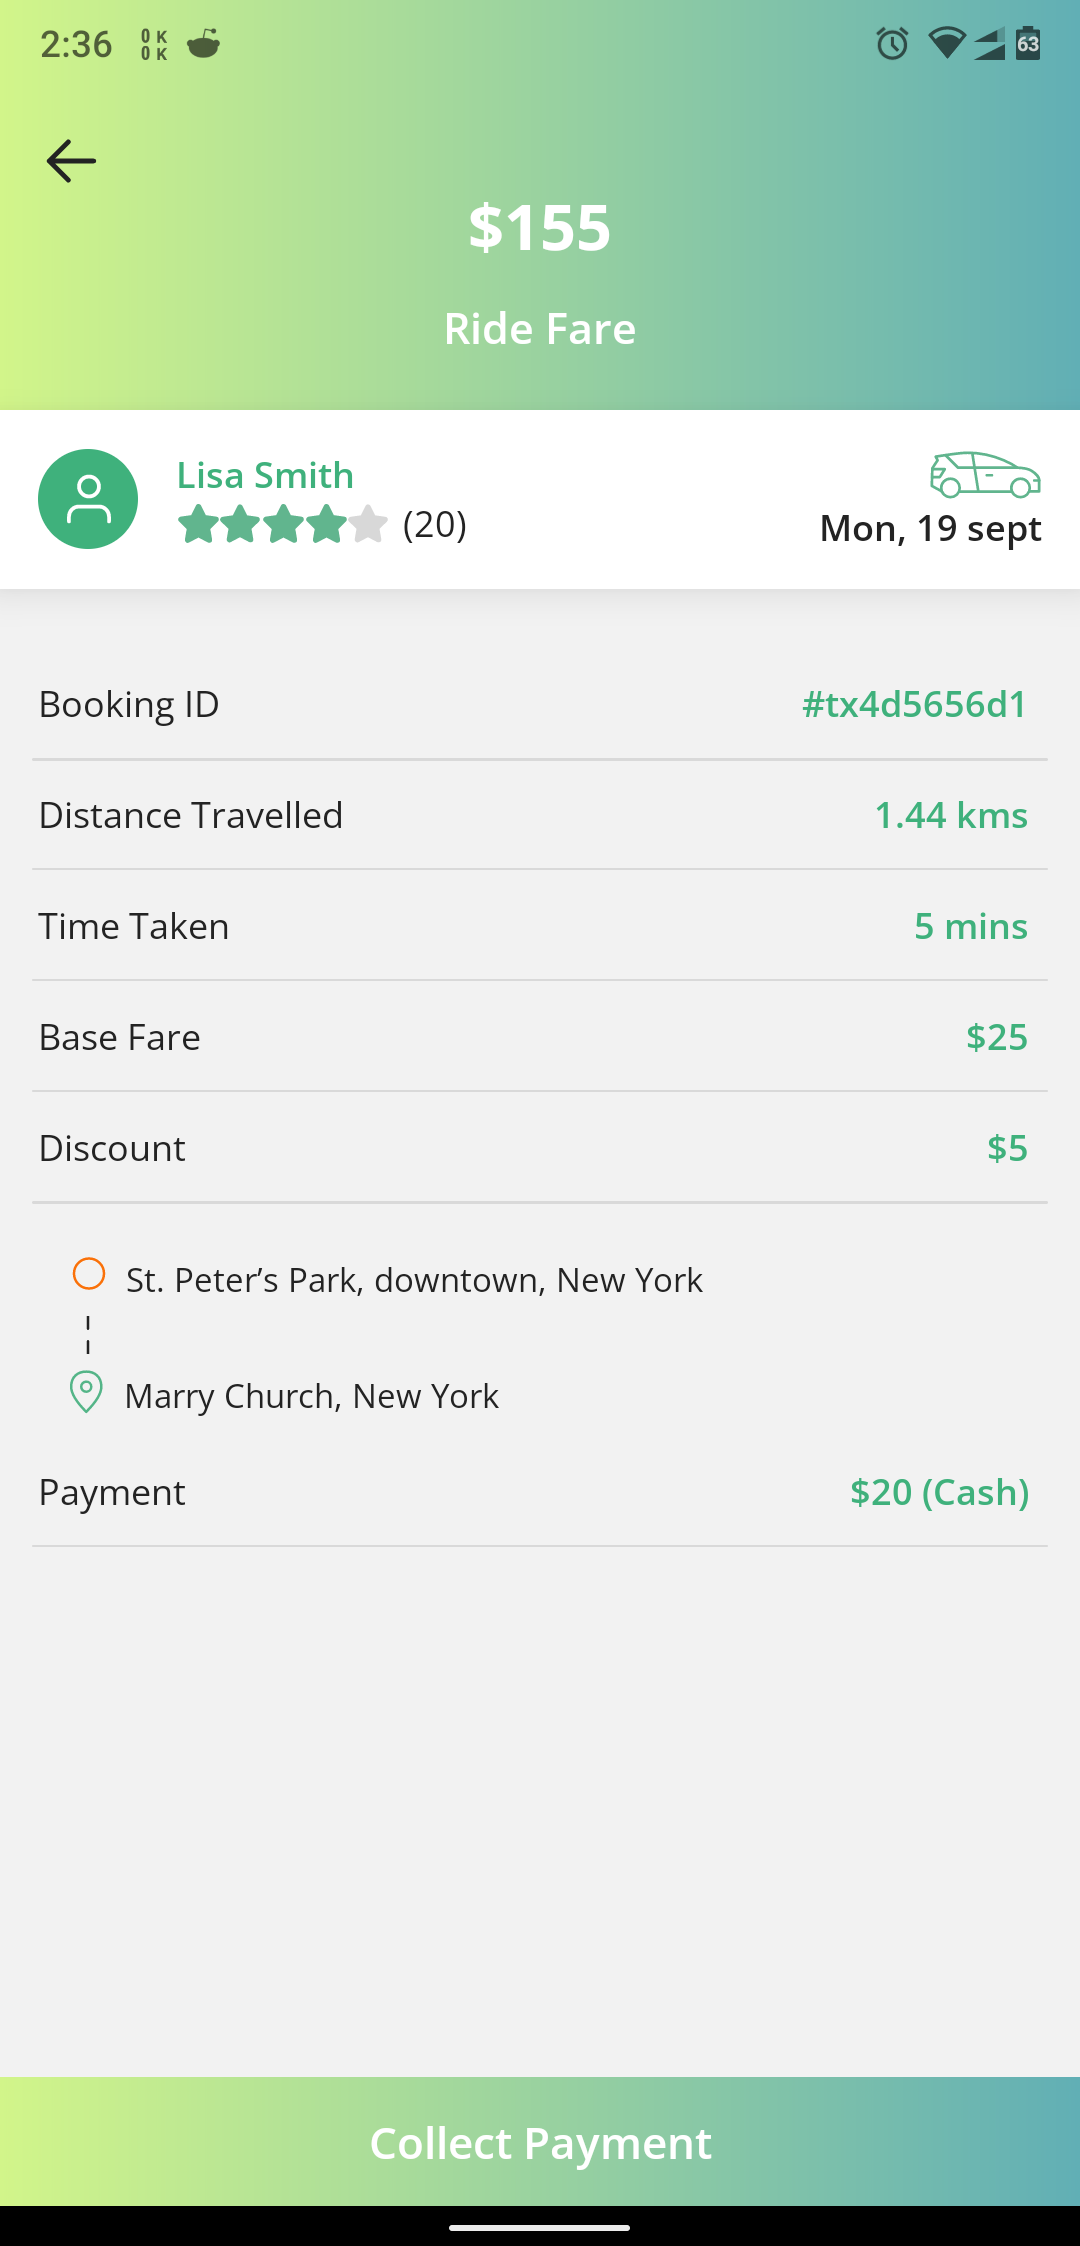 2:36
0 K
0 K
63
$155
Ride Fare
Lisa Smith
(20)
Mon, 19 sept
Booking ID
#tx4d5656d1
Distance Travelled
1.44 kms
Time Taken
5 mins
Base Fare
$25
Discount
$5
St. Peter’s Park, downtown, New York
Marry Church, New York
Payment
$20 (Cash)
Collect Payment